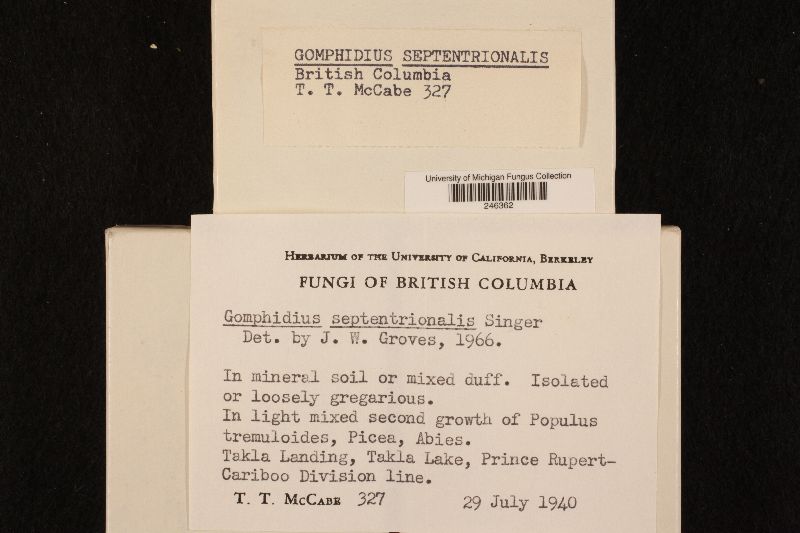 GOMPHIDIUS SEPTENTRIONALIS
British Columbia
T. T. McCabe 327
University of Michigan Fungus Collection
246362
HERBARIUM OF THE UNIVERSITY OF CALIFORNIA, BERKELEY
FUNGI OF BRITISH COLUMBIA
Gomphidius septentrionalis Singer
Det. by J. W. Groves, 1966.
In mineral soil or mixed duff. Isolated
or loosely gregarious.
In light mixed second growth of Populus
tremuloides, Picea, Abies.
Takla Landing, Takla Lake, Prince Rupert-
Cariboo Division line.
T. T. MCCABE 327 29 July 1940